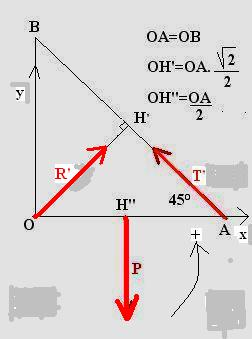 OA=OB
OH'=OA.√2/2
OH''=OA/2
B
y
H'
R'
T'
45°
H''
O
A
x
P
+